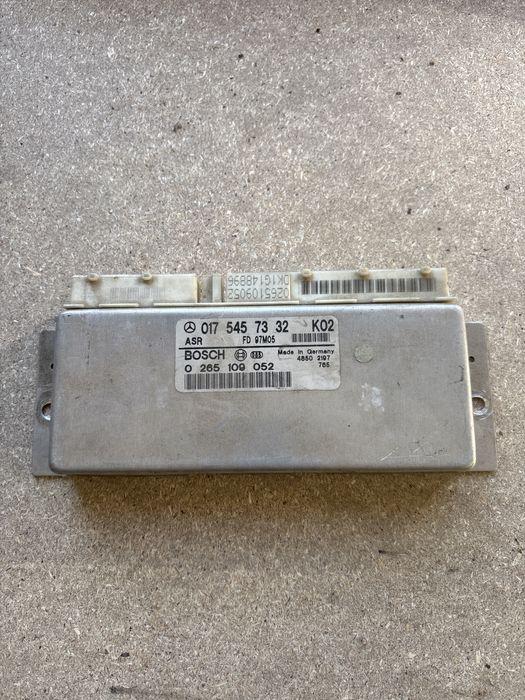 0265109052
DK1G148896
017 545 73 32 K02
ASR FD 97M05
BOSCH Made in Germany
4850 2197
0 265 109 052 765